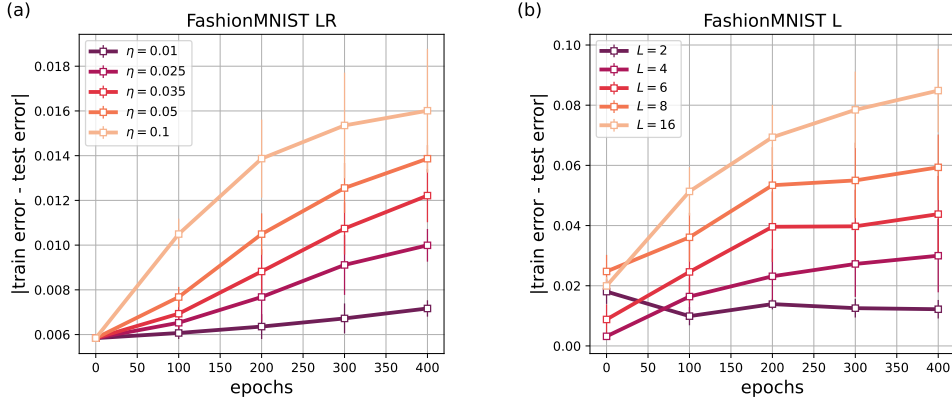 (a)
FashionMNIST LR
|train error - test error|
0.018
0.016
0.014
0.012
0.010
0.008
0.006
η = 0.01
η = 0.025
η = 0.035
η = 0.05
η = 0.1
0 50 100 150 200 250 300 350 400
epochs
(b)
FashionMNIST L
|train error - test error|
0.10
0.08
0.06
0.04
0.02
0.00
L = 2
L = 4
L = 6
L = 8
L = 16
0 50 100 150 200 250 300 350 400
epochs